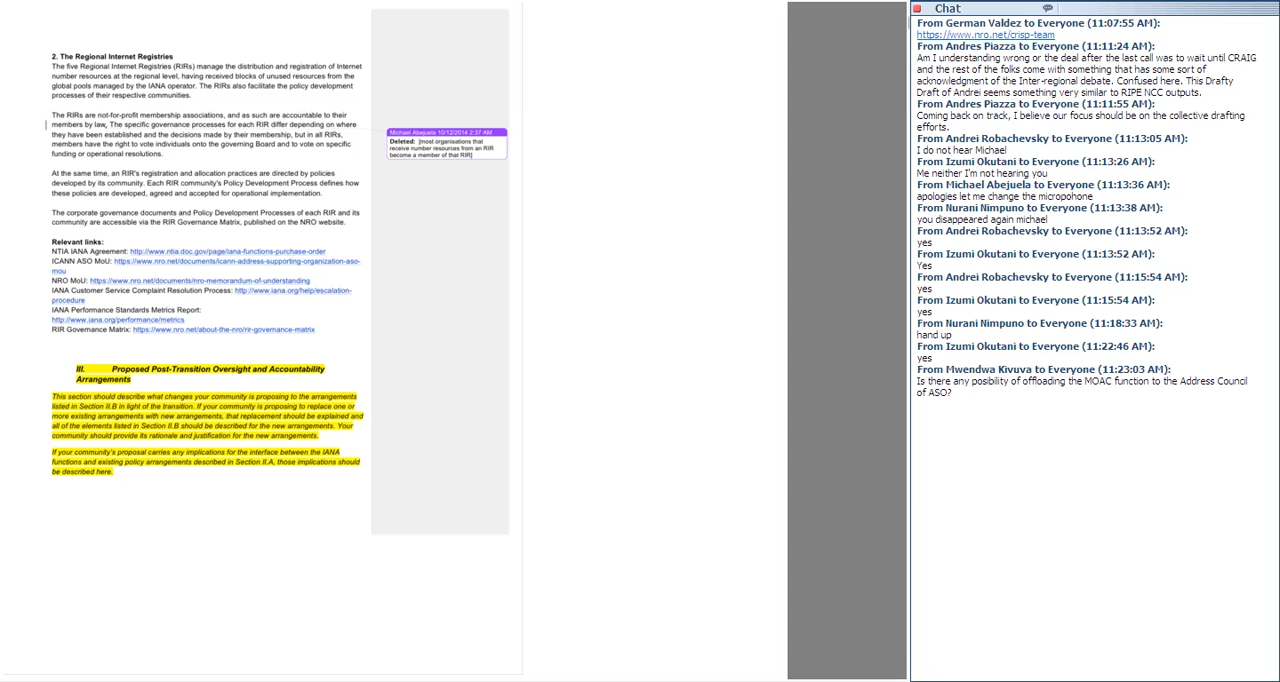 2. The Regional Internet Registries
The five Regional Internet Registries (RIRs) manage the distribution and registration of Internet
number resources at the regional level, having received blocks of unused resources from the
global pools managed by the IANA operator. The RIRs also facilitate the policy development
processes of their respective communities.
The RIRs are not-for-profit membership associations, and as such are accountable to their
members by law. The specific governance processes for each RIR differ depending on where
they have been established and the decisions made by their membership, but in all RIRs,
members have the right to vote individuals onto the governing Board and to vote on specific
funding or operational resolutions.
At the same time, an RIR's registration and allocation practices are directed by policies
developed by its community. Each RIR community's Policy Development Process defines how
these policies are developed, agreed and accepted for operational implementation.
The corporate governance documents and Policy Development Processes of each RIR and its
community are accessible via the RIR Governance Matrix, published on the NRO website.
Relevant links:
NTIA IANA Agreement: http://www.ntia.doc.gov/page/iana-functions-purchase-order
ICANN ASO MoU: https://www.nro.net/documents/icann-address-supporting-organization-aso-
mou
NRO MoU: https://www.nro.net/documents/nro-memorandum-of-understanding
IANA Customer Service Complaint Resolution Process: http://www.iana.org/help/escalation-
procedure
IANA Performance Standards Metrics Report:
http://www.iana.org/performance/metrics
RIR Governance Matrix: https://www.nro.net/about-the-nro/rir-governance-matrix
III. Proposed Post-Transition Oversight and Accountability
Arrangements
This section should describe what changes your community is proposing to the arrangements
listed in Section II.B in light of the transition. If your community is proposing to replace one or
more existing arrangements with new arrangements, that replacement should be explained and
all of the elements listed in Section II.B should be described for the new arrangements. Your
community should provide its rationale and justification for the new arrangements.
If your community's proposal carries any implications for the interface between the IANA
functions and existing policy arrangements described in Section II.A, those implications should
be described here.
Michael Abejuela 10/12/2014 2:37 AM
Deleted: [most organisations that
receive number resources from an RIR
become a member of that RIR]
Chat
From German Valdez to Everyone (11:07:55 AM):
https://www.nro.net/crisp-team
From Andres Piazza to Everyone (11:11:24 AM):
Am I understanding wrong or the deal after the last call was to wait until CRAIG
and the rest of the folks come with something that has some sort of
acknowledgment of the Inter-regional debate. Confused here. This Drafty
Draft of Andrei seems something very similar to RIPE NCC outputs.
From Andres Piazza to Everyone (11:11:55 AM):
Coming back on track, I believe our focus should be on the collective drafting
efforts.
From Andrei Robachevsky to Everyone (11:13:05 AM):
I do not hear Michael
From Izumi Okutani to Everyone (11:13:26 AM):
Me neither I'm not hearing you
From Michael Abejuela to Everyone (11:13:36 AM):
apologies let me change the micropohone
From Nurani Nimpuno to Everyone (11:13:38 AM):
you disappeared again michael
From Andrei Robachevsky to Everyone (11:13:52 AM):
yes
From Izumi Okutani to Everyone (11:13:52 AM):
Yes
From Andrei Robachevsky to Everyone (11:15:54 AM):
yes
From Izumi Okutani to Everyone (11:15:54 AM):
yes
From Nurani Nimpuno to Everyone (11:18:33 AM):
hand up
From Izumi Okutani to Everyone (11:22:46 AM):
yes
From Mwendwa Kivuva to Everyone (11:23:03 AM):
Is there any posibility of offloading the MOAC function to the Address Council
of ASO?